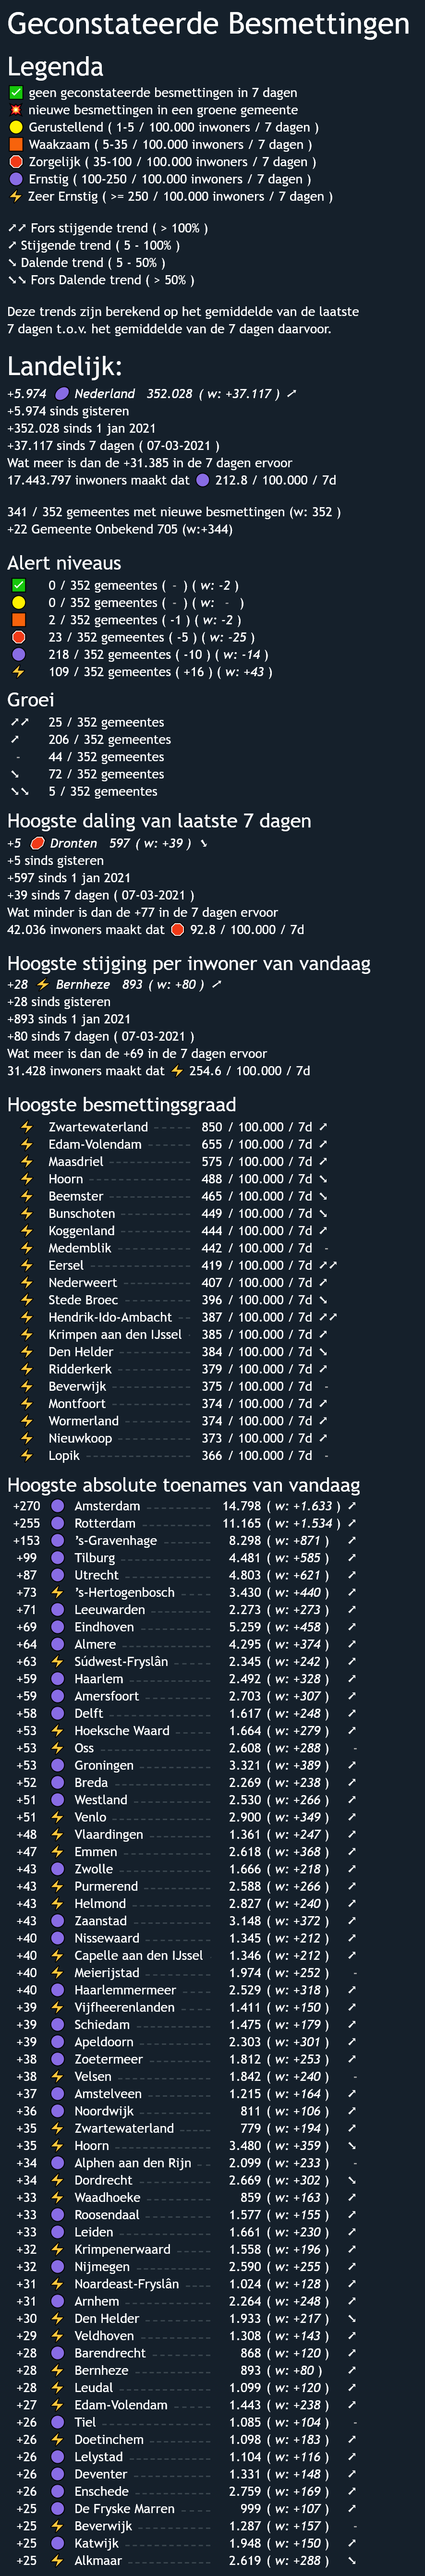 Geconstateerde Besmettingen
Legenda
✅ geen geconstateerde besmettingen in 7 dagen
💥 nieuwe besmettingen in een groene gemeente
🟡 Gerustellend ( 1-5 / 100.000 inwoners / 7 dagen )
🟧 Waakzaam ( 5-35 / 100.000 inwoners / 7 dagen )
🛑 Zorgelijk ( 35-100 / 100.000 inwoners / 7 dagen )
🟣 Ernstig ( 100-250 / 100.000 inwoners / 7 dagen )
⚡ Zeer Ernstig ( >= 250 / 100.000 inwoners / 7 dagen )
➚➚ Fors stijgende trend ( > 100% )
➚ Stijgende trend ( 5 - 100% )
➘ Dalende trend ( 5 - 50% )
➘➘ Fors Dalende trend ( > 50% )
Deze trends zijn berekend op het gemiddelde van de laatste
7 dagen t.o.v. het gemiddelde van de 7 dagen daarvoor.
Landelijk:
+5.974 🟣 Nederland 352.028 ( w: +37.117 ) ➚
+5.974 sinds gisteren
+352.028 sinds 1 jan 2021
+37.117 sinds 7 dagen ( 07-03-2021 )
Wat meer is dan de +31.385 in de 7 dagen ervoor
17.443.797 inwoners maakt dat 🟣 212.8 / 100.000 / 7d
341 / 352 gemeentes met nieuwe besmettingen (w: 352 )
+22 Gemeente Onbekend 705 (w:+344)
Alert niveaus
✅ 0 / 352 gemeentes ( - ) ( w: -2 )
🟡 0 / 352 gemeentes ( - ) ( w: - )
🟧 2 / 352 gemeentes ( -1 ) ( w: -2 )
🛑 23 / 352 gemeentes ( -5 ) ( w: -25 )
🟣 218 / 352 gemeentes ( -10 ) ( w: -14 )
⚡ 109 / 352 gemeentes ( +16 ) ( w: +43 )
Groei
➚➚ 25 / 352 gemeentes
➚ 206 / 352 gemeentes
- 44 / 352 gemeentes
➘ 72 / 352 gemeentes
➘➘ 5 / 352 gemeentes
Hoogste daling van laatste 7 dagen
+5 🛑 Dronten 597 ( w: +39 ) ➘
+5 sinds gisteren
+597 sinds 1 jan 2021
+39 sinds 7 dagen ( 07-03-2021 )
Wat minder is dan de +77 in de 7 dagen ervoor
42.036 inwoners maakt dat 🛑 92.8 / 100.000 / 7d
Hoogste stijging per inwoner van vandaag
+28 ⚡ Bernheze 893 ( w: +80 ) ➚
+28 sinds gisteren
+893 sinds 1 jan 2021
+80 sinds 7 dagen ( 07-03-2021 )
Wat meer is dan de +69 in de 7 dagen ervoor
31.428 inwoners maakt dat ⚡ 254.6 / 100.000 / 7d
Hoogste besmettingsgraad
⚡ Zwartewaterland 850 / 100.000 / 7d ➚
⚡ Edam-Volendam 655 / 100.000 / 7d ➚
⚡ Maasdriel 575 / 100.000 / 7d ➚
⚡ Hoorn 488 / 100.000 / 7d ➘
⚡ Beemster 465 / 100.000 / 7d ➘
⚡ Bunschoten 449 / 100.000 / 7d ➘
⚡ Koggenland 444 / 100.000 / 7d ➚
⚡ Medemblik 442 / 100.000 / 7d -
⚡ Eersel 419 / 100.000 / 7d ➚➚
⚡ Nederweert 407 / 100.000 / 7d ➚
⚡ Stede Broec 396 / 100.000 / 7d ➘
⚡ Hendrik-Ido-Ambacht 387 / 100.000 / 7d ➚➚
⚡ Krimpen aan den IJssel 385 / 100.000 / 7d ➚
⚡ Den Helder 384 / 100.000 / 7d ➘
⚡ Ridderkerk 379 / 100.000 / 7d ➚
⚡ Beverwijk 375 / 100.000 / 7d -
⚡ Montfoort 374 / 100.000 / 7d ➚
⚡ Wormerland 374 / 100.000 / 7d ➚
⚡ Nieuwkoop 373 / 100.000 / 7d ➚
⚡ Lopik 366 / 100.000 / 7d -
Hoogste absolute toenames van vandaag
+270 🟣 Amsterdam 14.798 ( w: +1.633 ) ➚
+255 🟣 Rotterdam 11.165 ( w: +1.534 ) ➚
+153 🟣 's-Gravenhage 8.298 ( w: +871 ) ➚
+99 🟣 Tilburg 4.481 ( w: +585 ) ➚
+87 🟣 Utrecht 4.803 ( w: +621 ) ➚
+73 ⚡ 's-Hertogenbosch 3.430 ( w: +440 ) ➚
+71 🟣 Leeuwarden 2.273 ( w: +273 ) ➚
+69 🟣 Eindhoven 5.259 ( w: +458 ) ➚
+64 🟣 Almere 4.295 ( w: +374 ) ➚
+63 ⚡ Súdwest-Fryslân 2.345 ( w: +242 ) ➚
+59 🟣 Haarlem 2.492 ( w: +328 ) ➚
+59 🟣 Amersfoort 2.703 ( w: +307 ) ➚
+58 🟣 Delft 1.617 ( w: +248 ) ➚
+53 ⚡ Hoeksche Waard 1.664 ( w: +279 ) ➚
+53 ⚡ Oss 2.608 ( w: +288 ) -
+53 🟣 Groningen 3.321 ( w: +389 ) ➚
+52 🟣 Breda 2.269 ( w: +238 ) ➚
+51 🟣 Westland 2.530 ( w: +266 ) ➚
+51 ⚡ Venlo 2.900 ( w: +349 ) ➚
+48 ⚡ Vlaardingen 1.361 ( w: +247 ) ➚
+47 ⚡ Emmen 2.618 ( w: +368 ) ➚
+43 🟣 Zwolle 1.666 ( w: +218 ) ➚
+43 ⚡ Purmerend 2.588 ( w: +266 ) ➚
+43 ⚡ Helmond 2.827 ( w: +240 ) ➚
+43 🟣 Zaanstad 3.148 ( w: +372 ) ➚
+40 🟣 Nissewaard 1.345 ( w: +212 ) ➚
+40 ⚡ Capelle aan den IJssel 1.346 ( w: +212 ) ➚
+40 ⚡ Meierijstad 1.974 ( w: +252 ) -
+40 🟣 Haarlemmermeer 2.529 ( w: +318 ) ➚
+39 ⚡ Vijfheerenlanden 1.411 ( w: +150 ) ➚
+39 🟣 Schiedam 1.475 ( w: +179 ) ➚
+39 🟣 Apeldoorn 2.303 ( w: +301 ) ➚
+38 🟣 Zoetermeer 1.812 ( w: +253 ) ➚
+38 ⚡ Velsen 1.842 ( w: +240 ) -
+37 🟣 Amstelveen 1.215 ( w: +164 ) ➚
+36 🟣 Noordwijk 811 ( w: +106 ) ➚
+35 ⚡ Zwartewaterland 779 ( w: +194 ) ➚
+35 ⚡ Hoorn 3.480 ( w: +359 ) ➘
+34 🟣 Alphen aan den Rijn 2.099 ( w: +233 ) -
+34 ⚡ Dordrecht 2.669 ( w: +302 ) ➘
+33 ⚡ Waadhoeke 859 ( w: +163 ) ➚
+33 🟣 Roosendaal 1.577 ( w: +155 ) ➚
+33 🟣 Leiden 1.661 ( w: +230 ) ➚
+32 ⚡ Krimpenerwaard 1.558 ( w: +196 ) ➚
+32 🟣 Nijmegen 2.590 ( w: +255 ) ➚
+31 ⚡ Noardeast-Fryslân 1.024 ( w: +128 ) ➚
+31 🟣 Arnhem 2.264 ( w: +248 ) ➚
+30 ⚡ Den Helder 1.933 ( w: +217 ) ➘
+29 ⚡ Veldhoven 1.308 ( w: +143 ) ➚
+28 🟣 Barendrecht 868 ( w: +120 ) ➚
+28 ⚡ Bernheze 893 ( w: +80 ) ➚
+28 ⚡ Leudal 1.099 ( w: +120 ) ➚
+27 ⚡ Edam-Volendam 1.443 ( w: +238 ) ➚
+26 🟣 Tiel 1.085 ( w: +104 ) -
+26 ⚡ Doetinchem 1.098 ( w: +183 ) ➚
+26 🟣 Lelystad 1.104 ( w: +116 ) ➚
+26 🟣 Deventer 1.331 ( w: +148 ) ➚
+26 🟣 Enschede 2.759 ( w: +169 ) ➚
+25 🟣 De Fryske Marren 999 ( w: +107 ) ➚
+25 ⚡ Beverwijk 1.287 ( w: +157 ) -
+25 🟣 Katwijk 1.948 ( w: +150 ) ➚
+25 ⚡ Alkmaar 2.619 ( w: +288 ) ➘